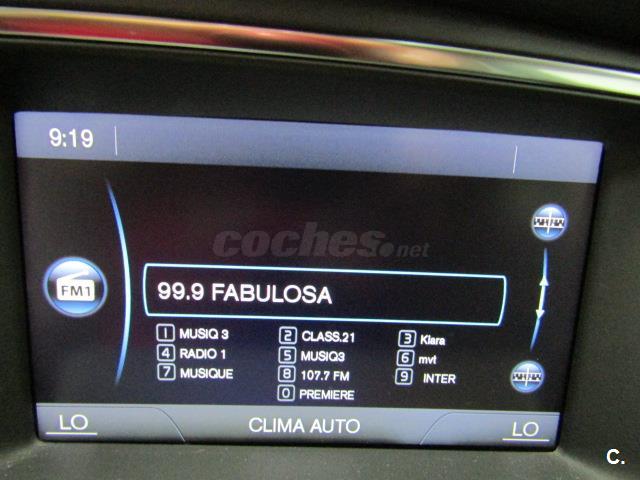 9:19
coches.net
FM1
99.9 FABULOSA
1 MUSIQ 3 2 CLASS.21 3 Klara
4 RADIO 1 5 MUSIQ3 6 mvt
7 MUSIQUE 8 107.7 FM 9 INTER
0 PREMIERE
LO CLIMA AUTO LO
C.